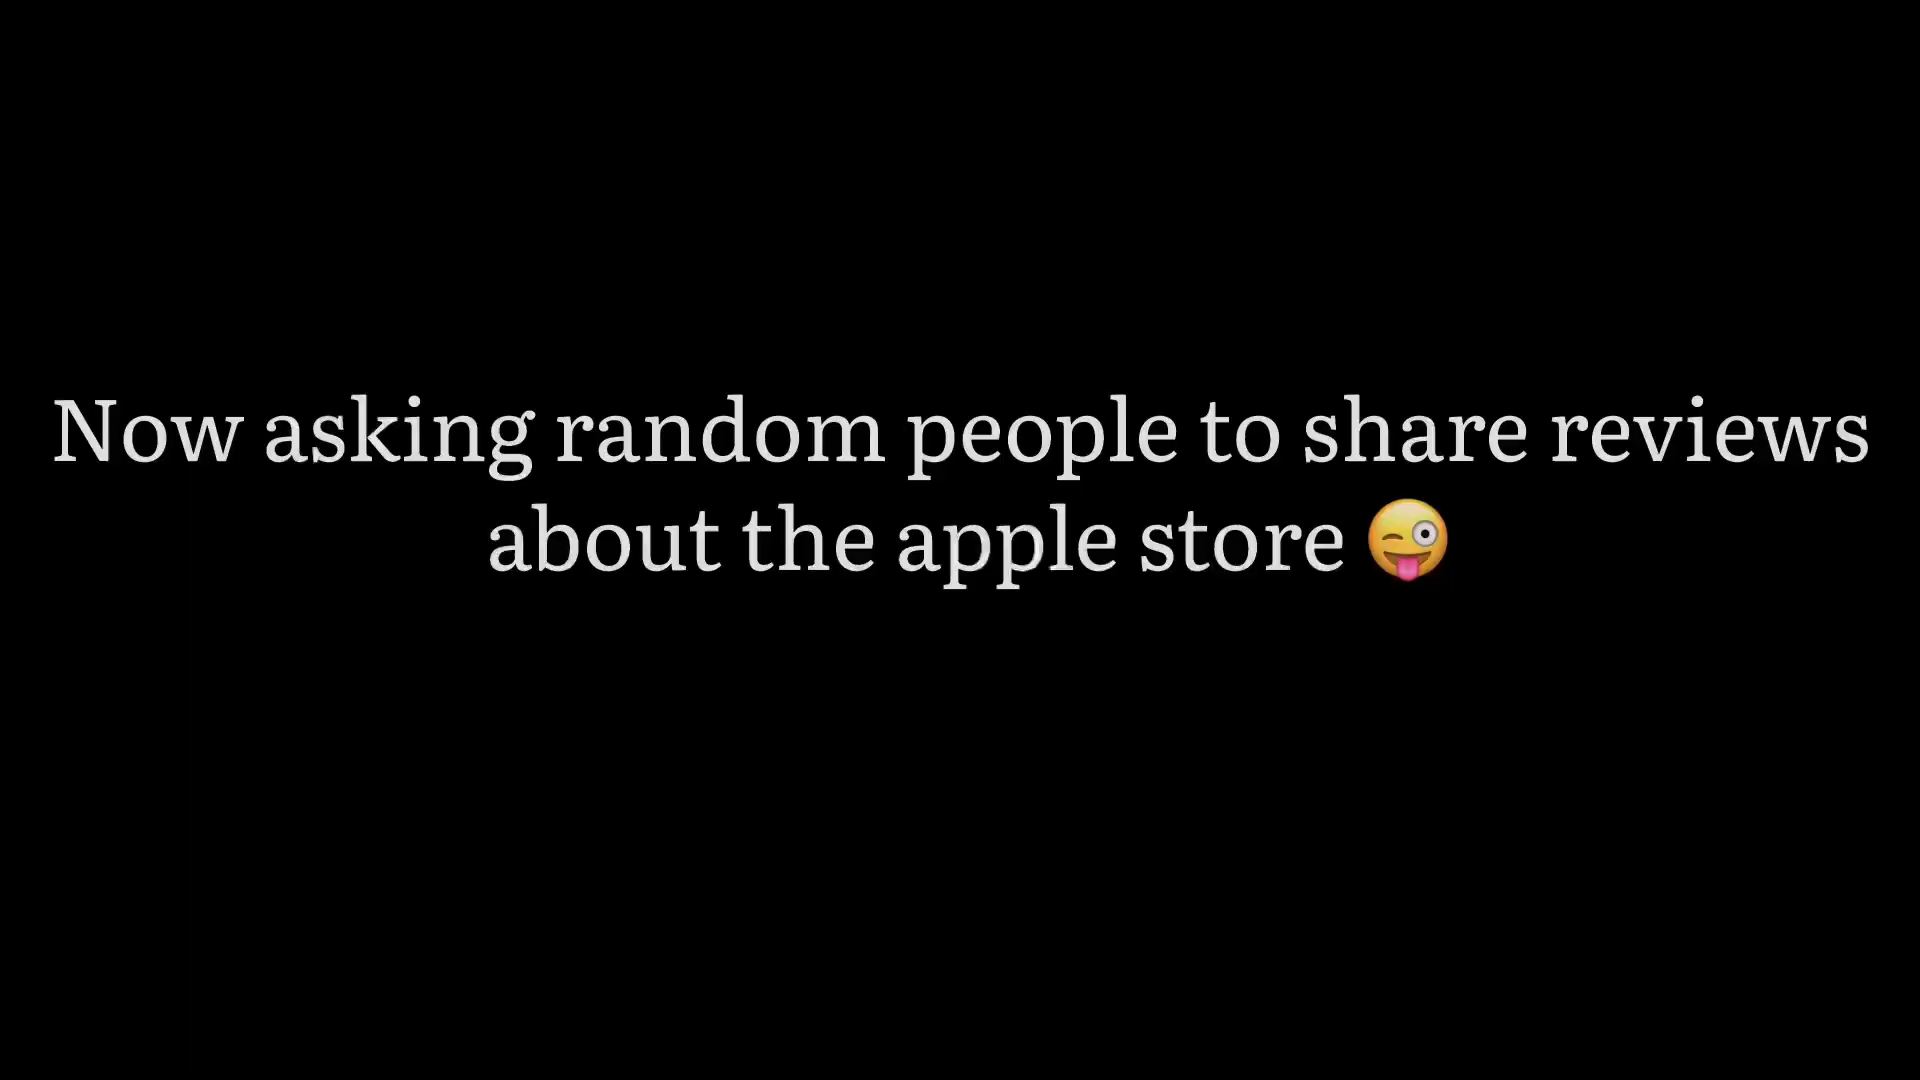 Now asking random people to share reviews
about the apple store 😜